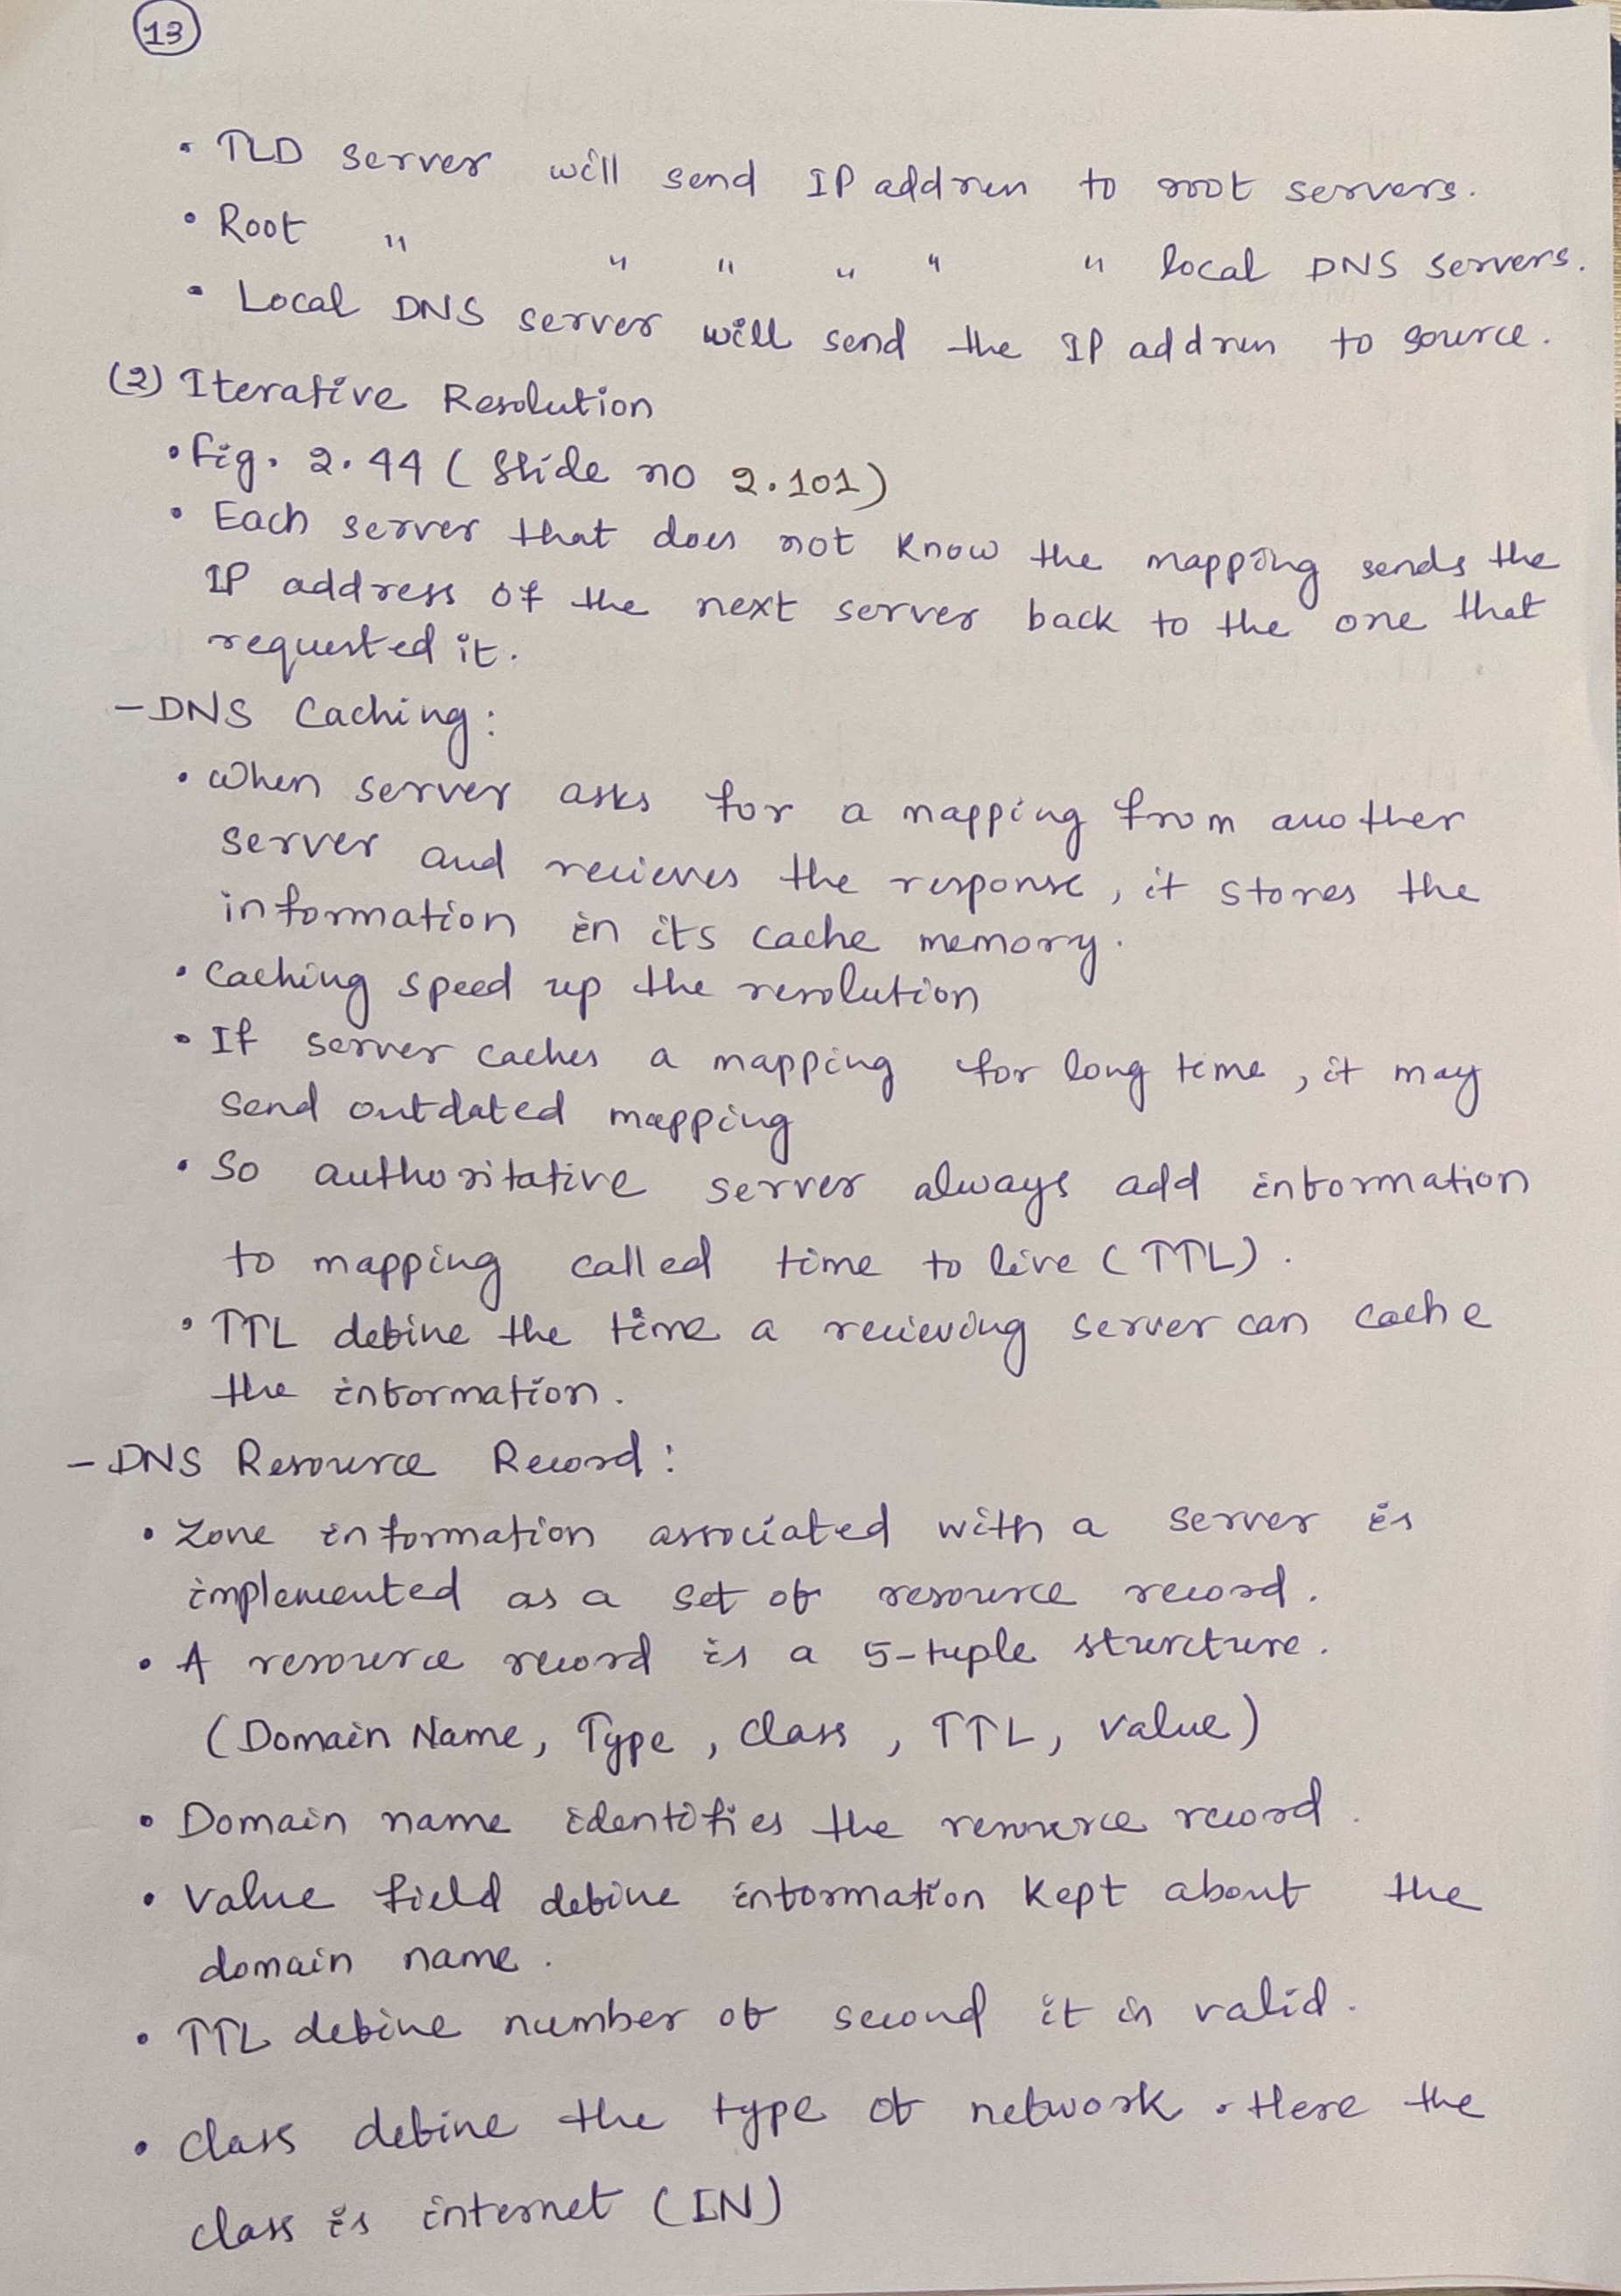 13
• TLD server will send IP address to root servers.
• Root " " " " " " local DNS servers.
• Local DNS server will send the IP address to source.
(2) Iterative Resolution
• Fig. 2.44 (Slide no 2.101)
• Each server that does not know the mapping sends the
IP address of the next server back to the one that
requested it.
- DNS Caching:
• When server asks for a mapping from another
server and recieves the response, it stores the
information in its cache memory.
• Caching speed up the resolution
• If server caches a mapping for long time, it may
send outdated mapping
• So authoritative server always add information
to mapping called time to live (TTL).
• TTL define the time a recieving server can cache
the information.
- DNS Resource Record:
• Zone information associated with a server is
implemented as a set of resource record.
• A resource record is a 5-tuple sturcture.
(Domain Name, Type, Class, TTL, Value)
• Domain name identifies the resource record.
• Value field define information kept about the
domain name.
• TTL define number of second it is valid.
• Class define the type of network. Here the
class is internet (IN)